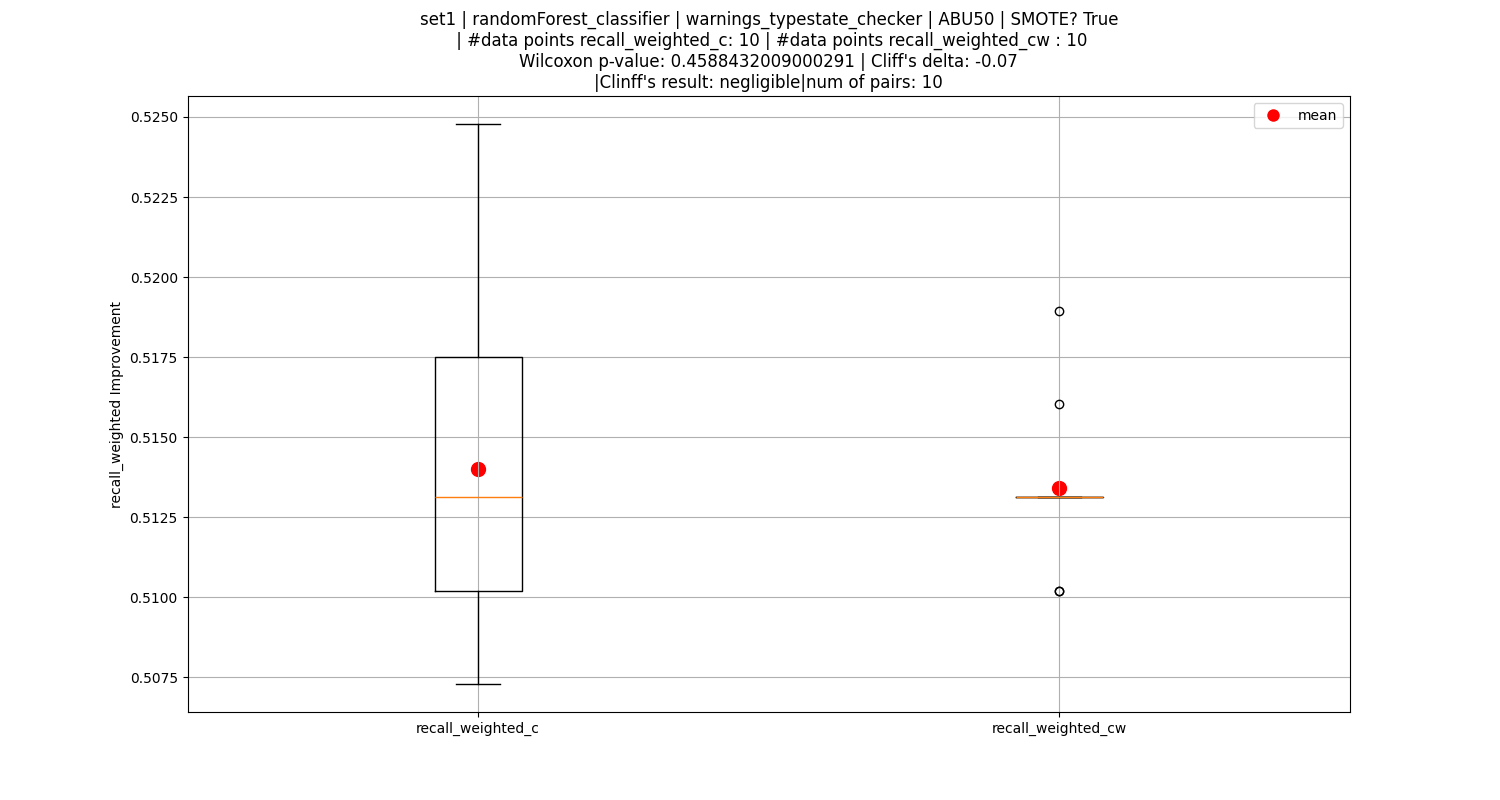 set1 | randomForest_classifier | warnings_typestate_checker | ABU50 | SMOTE? True
| #data points recall_weighted_c: 10 | #data points recall_weighted_cw : 10
Wilcoxon p-value: 0.4588432009000291 | Cliff's delta: -0.07
|Clinff's result: negligible|num of pairs: 10
mean
recall_weighted Improvement
0.5250
0.5225
0.5200
0.5175
0.5150
0.5125
0.5100
0.5075
recall_weighted_c
recall_weighted_cw